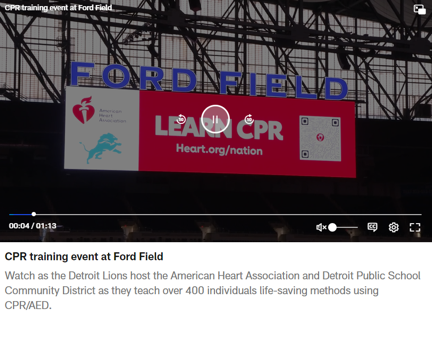 CPR training event at Ford Field
FORD FIELD
American
Heart
Association
LEARN CPR
Heart.org/nation
00:04 / 01:13
CPR training event at Ford Field
Watch as the Detroit Lions host the American Heart Association and Detroit Public School
Community District as they teach over 400 individuals life-saving methods using
CPR/AED.